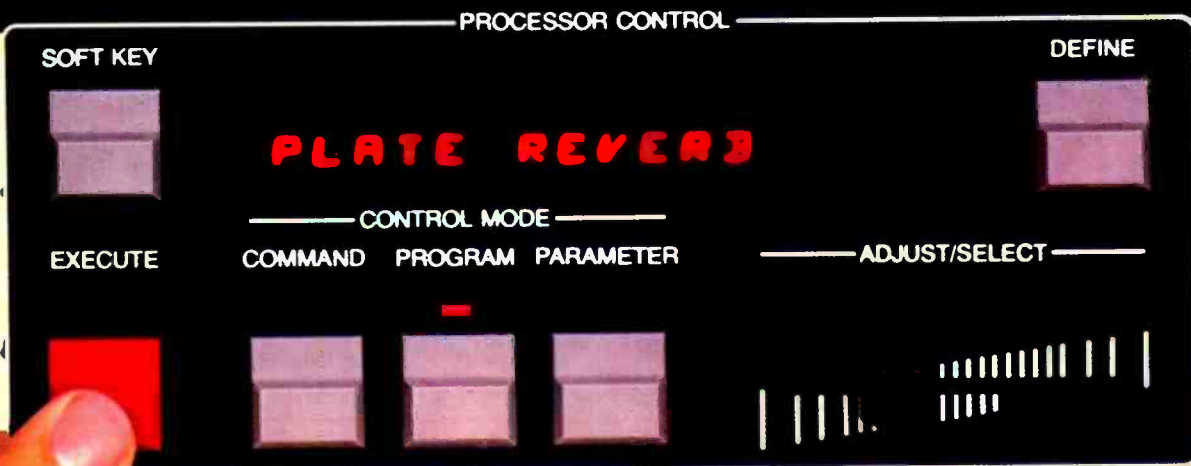 PROCESSOR CONTROL
SOFT KEY
DEFINE
PLATE REVERB
CONTROL MODE
EXECUTE
COMMAND PROGRAM PARAMETER
ADJUST/SELECT